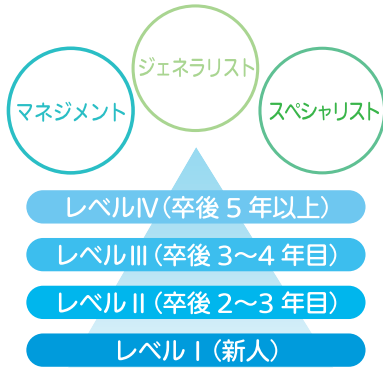 ジェネラリスト
マネジメント
スペシャリスト
レベルⅣ(卒後 5 年以上)
レベルⅢ(卒後 3〜4 年目)
レベルⅡ(卒後 2〜3 年目)
レベルⅠ(新人)